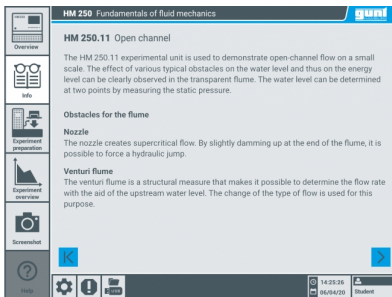 HM 250 Fundamentals of fluid mechanics
gunt
Overview
Info
Experiment
preparation
Experiment
overview
Screenshot
Help
HM 250.11 Open channel
The HM 250.11 experimental unit is used to demonstrate open-channel flow on a small
scale. The effect of various typical obstacles on the water level and thus on the energy
level can be clearly observed in the transparent flume. The water level can be determined
at two points by measuring the static pressure.
Obstacles for the flume
Nozzle
The nozzle creates supercritical flow. By slightly damming up at the end of the flume, it is
possible to force a hydraulic jump.
Venturi flume
The venturi flume is a structural measure that makes it possible to determine the flow rate
with the aid of the upstream water level. The change of the type of flow is used for this
purpose.
USB
14:25:26
06/04/20
Student